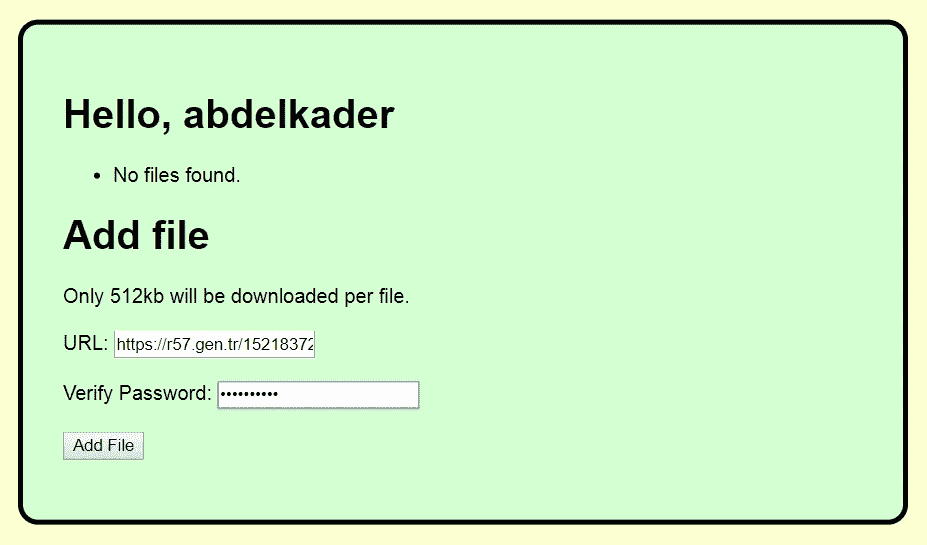 Hello, abdelkader
• No files found.
Add file
Only 512kb will be downloaded per file.
URL: https://r57.gen.tr/15218372
Verify Password: ••••••••••
Add File